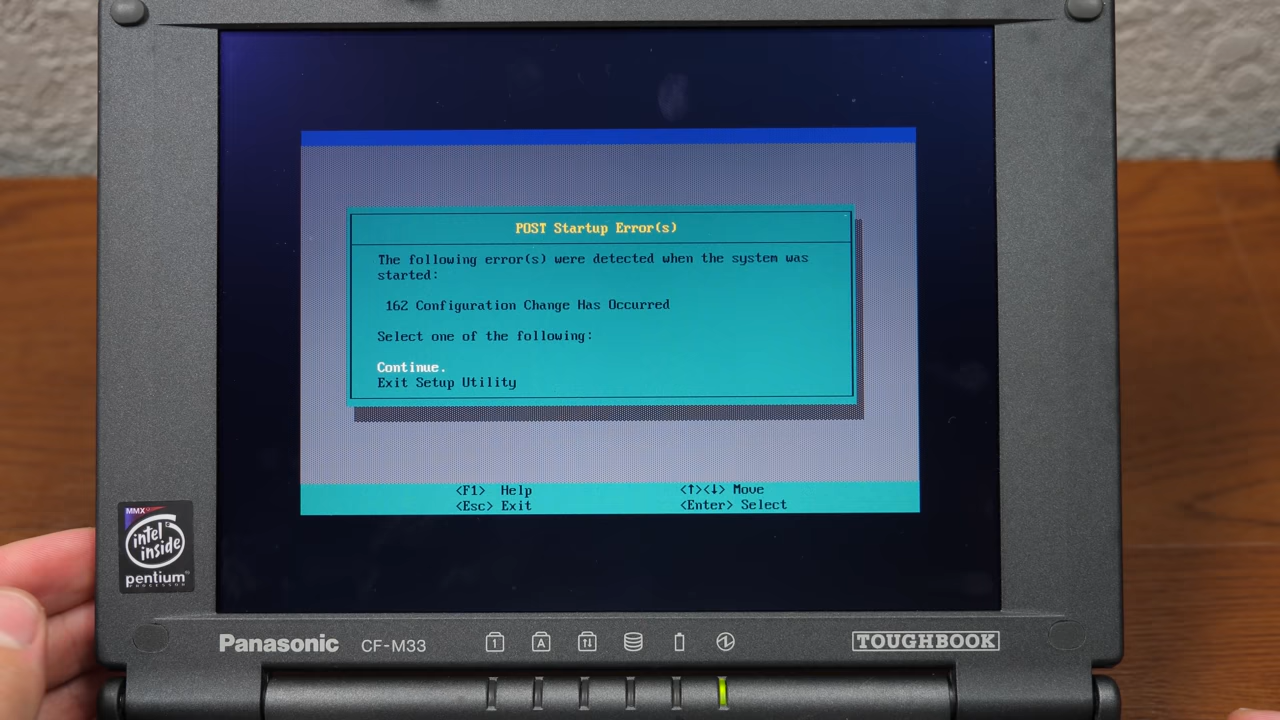 POST Startup Error(s)
The following error(s) were detected when the system was
started:
162 Configuration Change Has Occurred
Select one of the following:
Continue.
Exit Setup Utility
<F1> Help
<↑><↓> Move
<Esc> Exit
<Enter> Select
MMX
intel
inside
pentium
PROCESSOR
Panasonic CF-M33
1 A
TOUGHBOOK